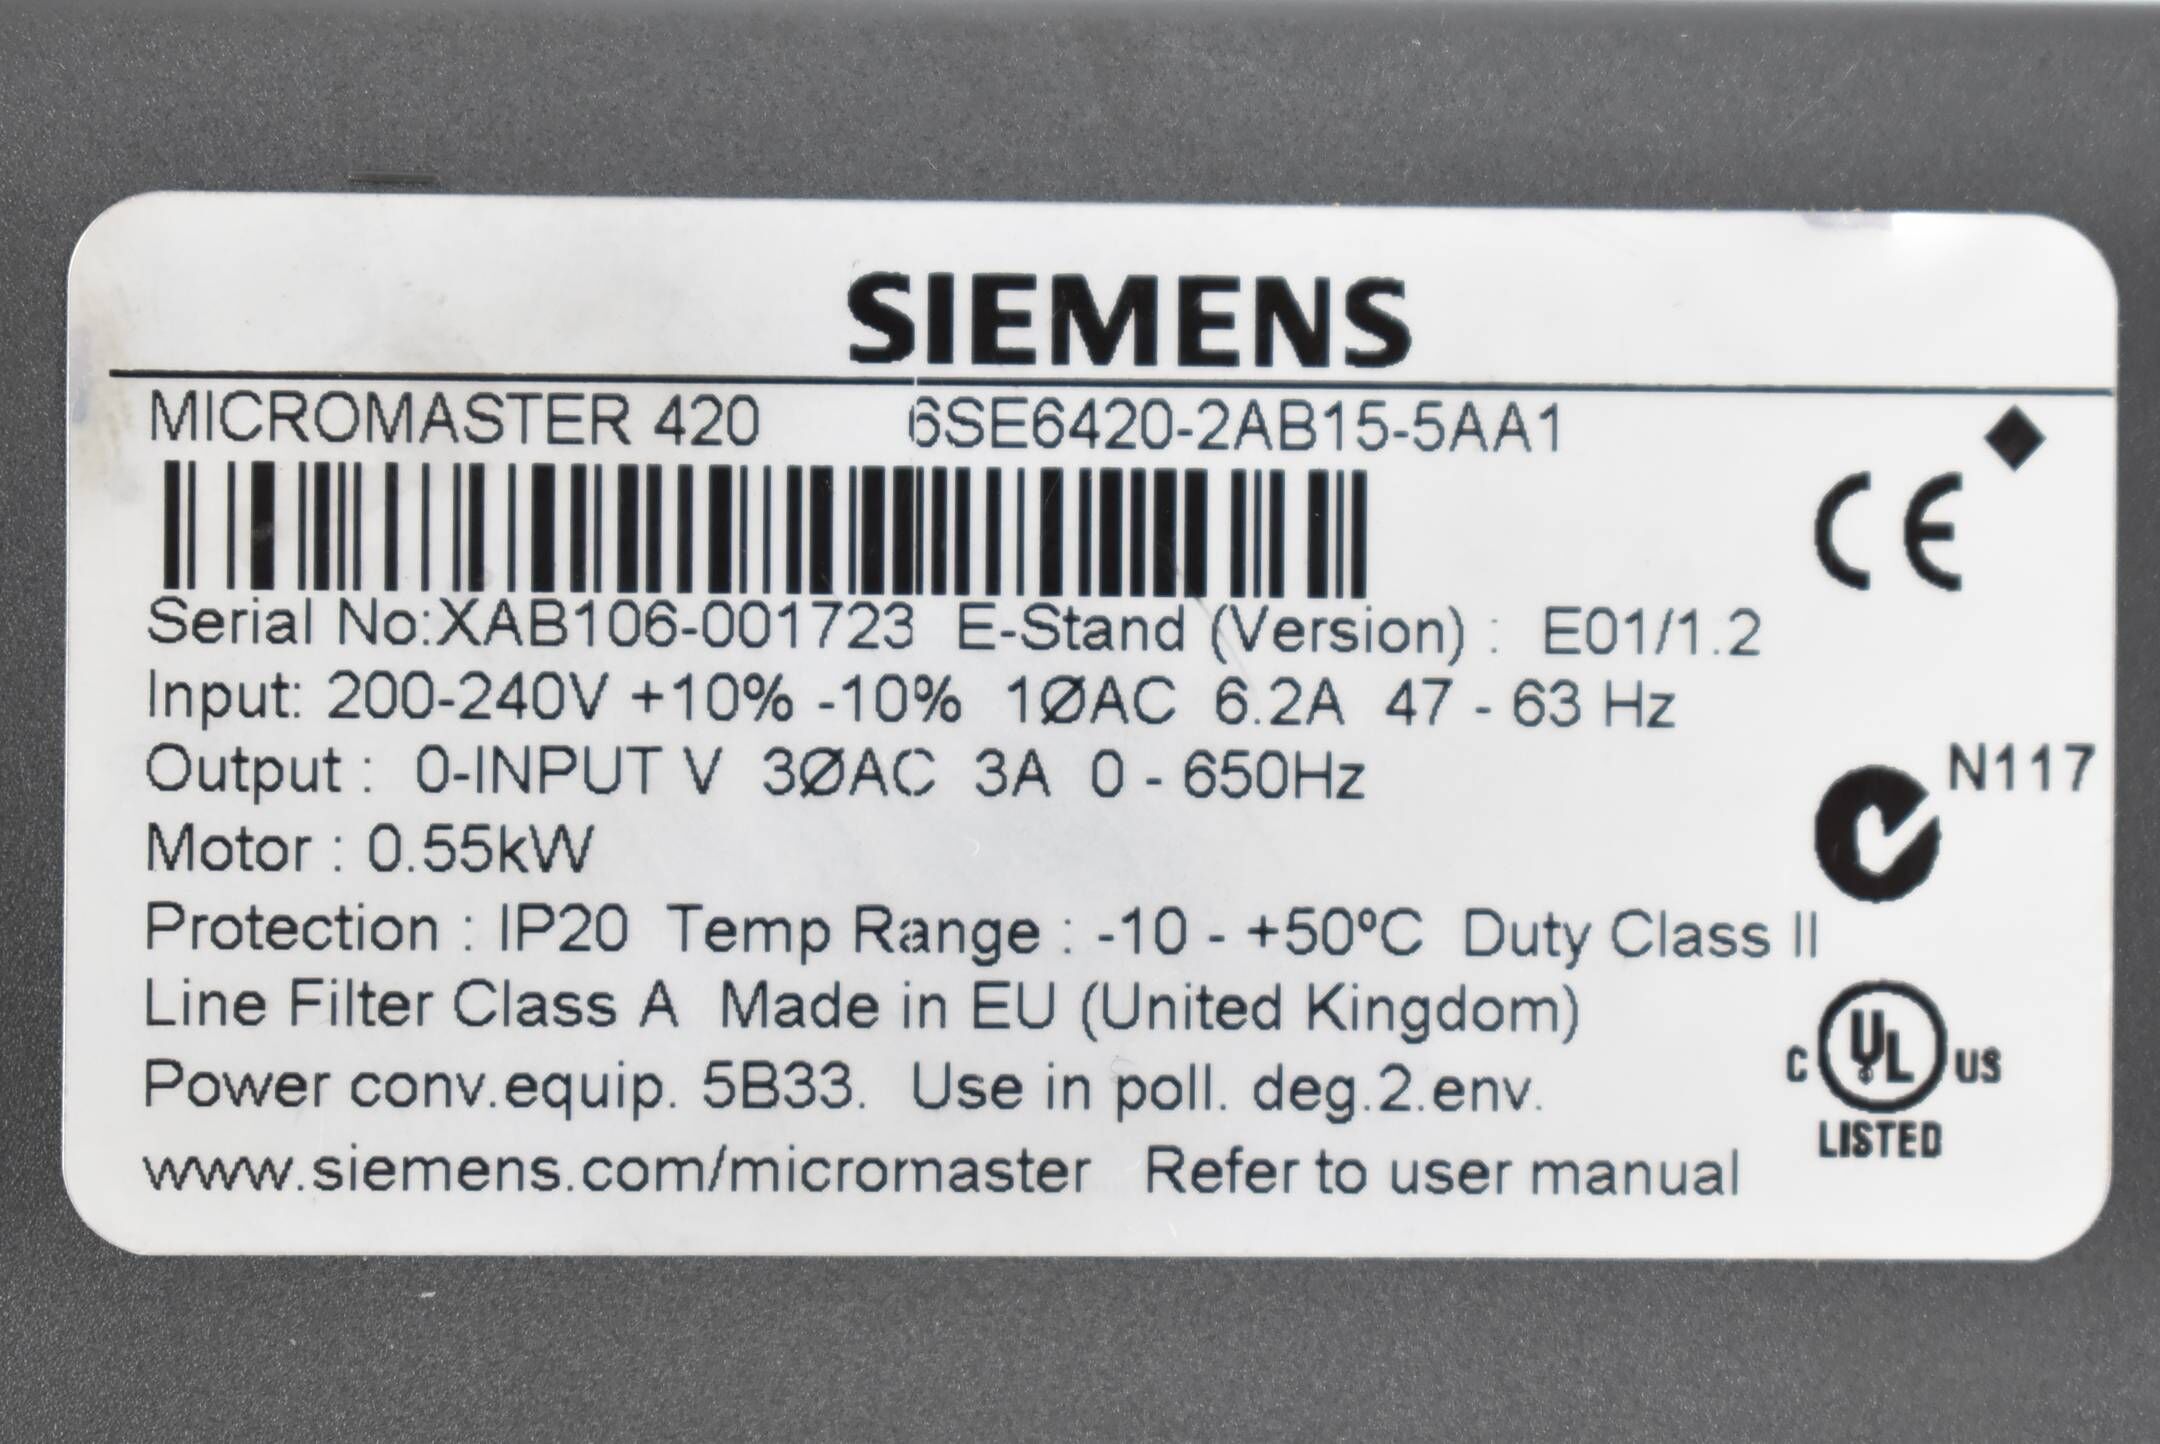 SIEMENS
MICROMASTER 420 6SE6420-2AB15-5AA1
CE
Serial No:XAB106-001723 E-Stand (Version) : E01/1.2
Input: 200-240V +10% -10% 1ØAC 6.2A 47 - 63 Hz
Output : 0-INPUT V 3ØAC 3A 0 - 650Hz
N117
Motor : 0.55kW
Protection : IP20 Temp Range : -10 - +50ºC Duty Class II
Line Filter Class A Made in EU (United Kingdom)
Power conv.equip. 5B33. Use in poll. deg.2.env.
C UL US
LISTED
www.siemens.com/micromaster Refer to user manual